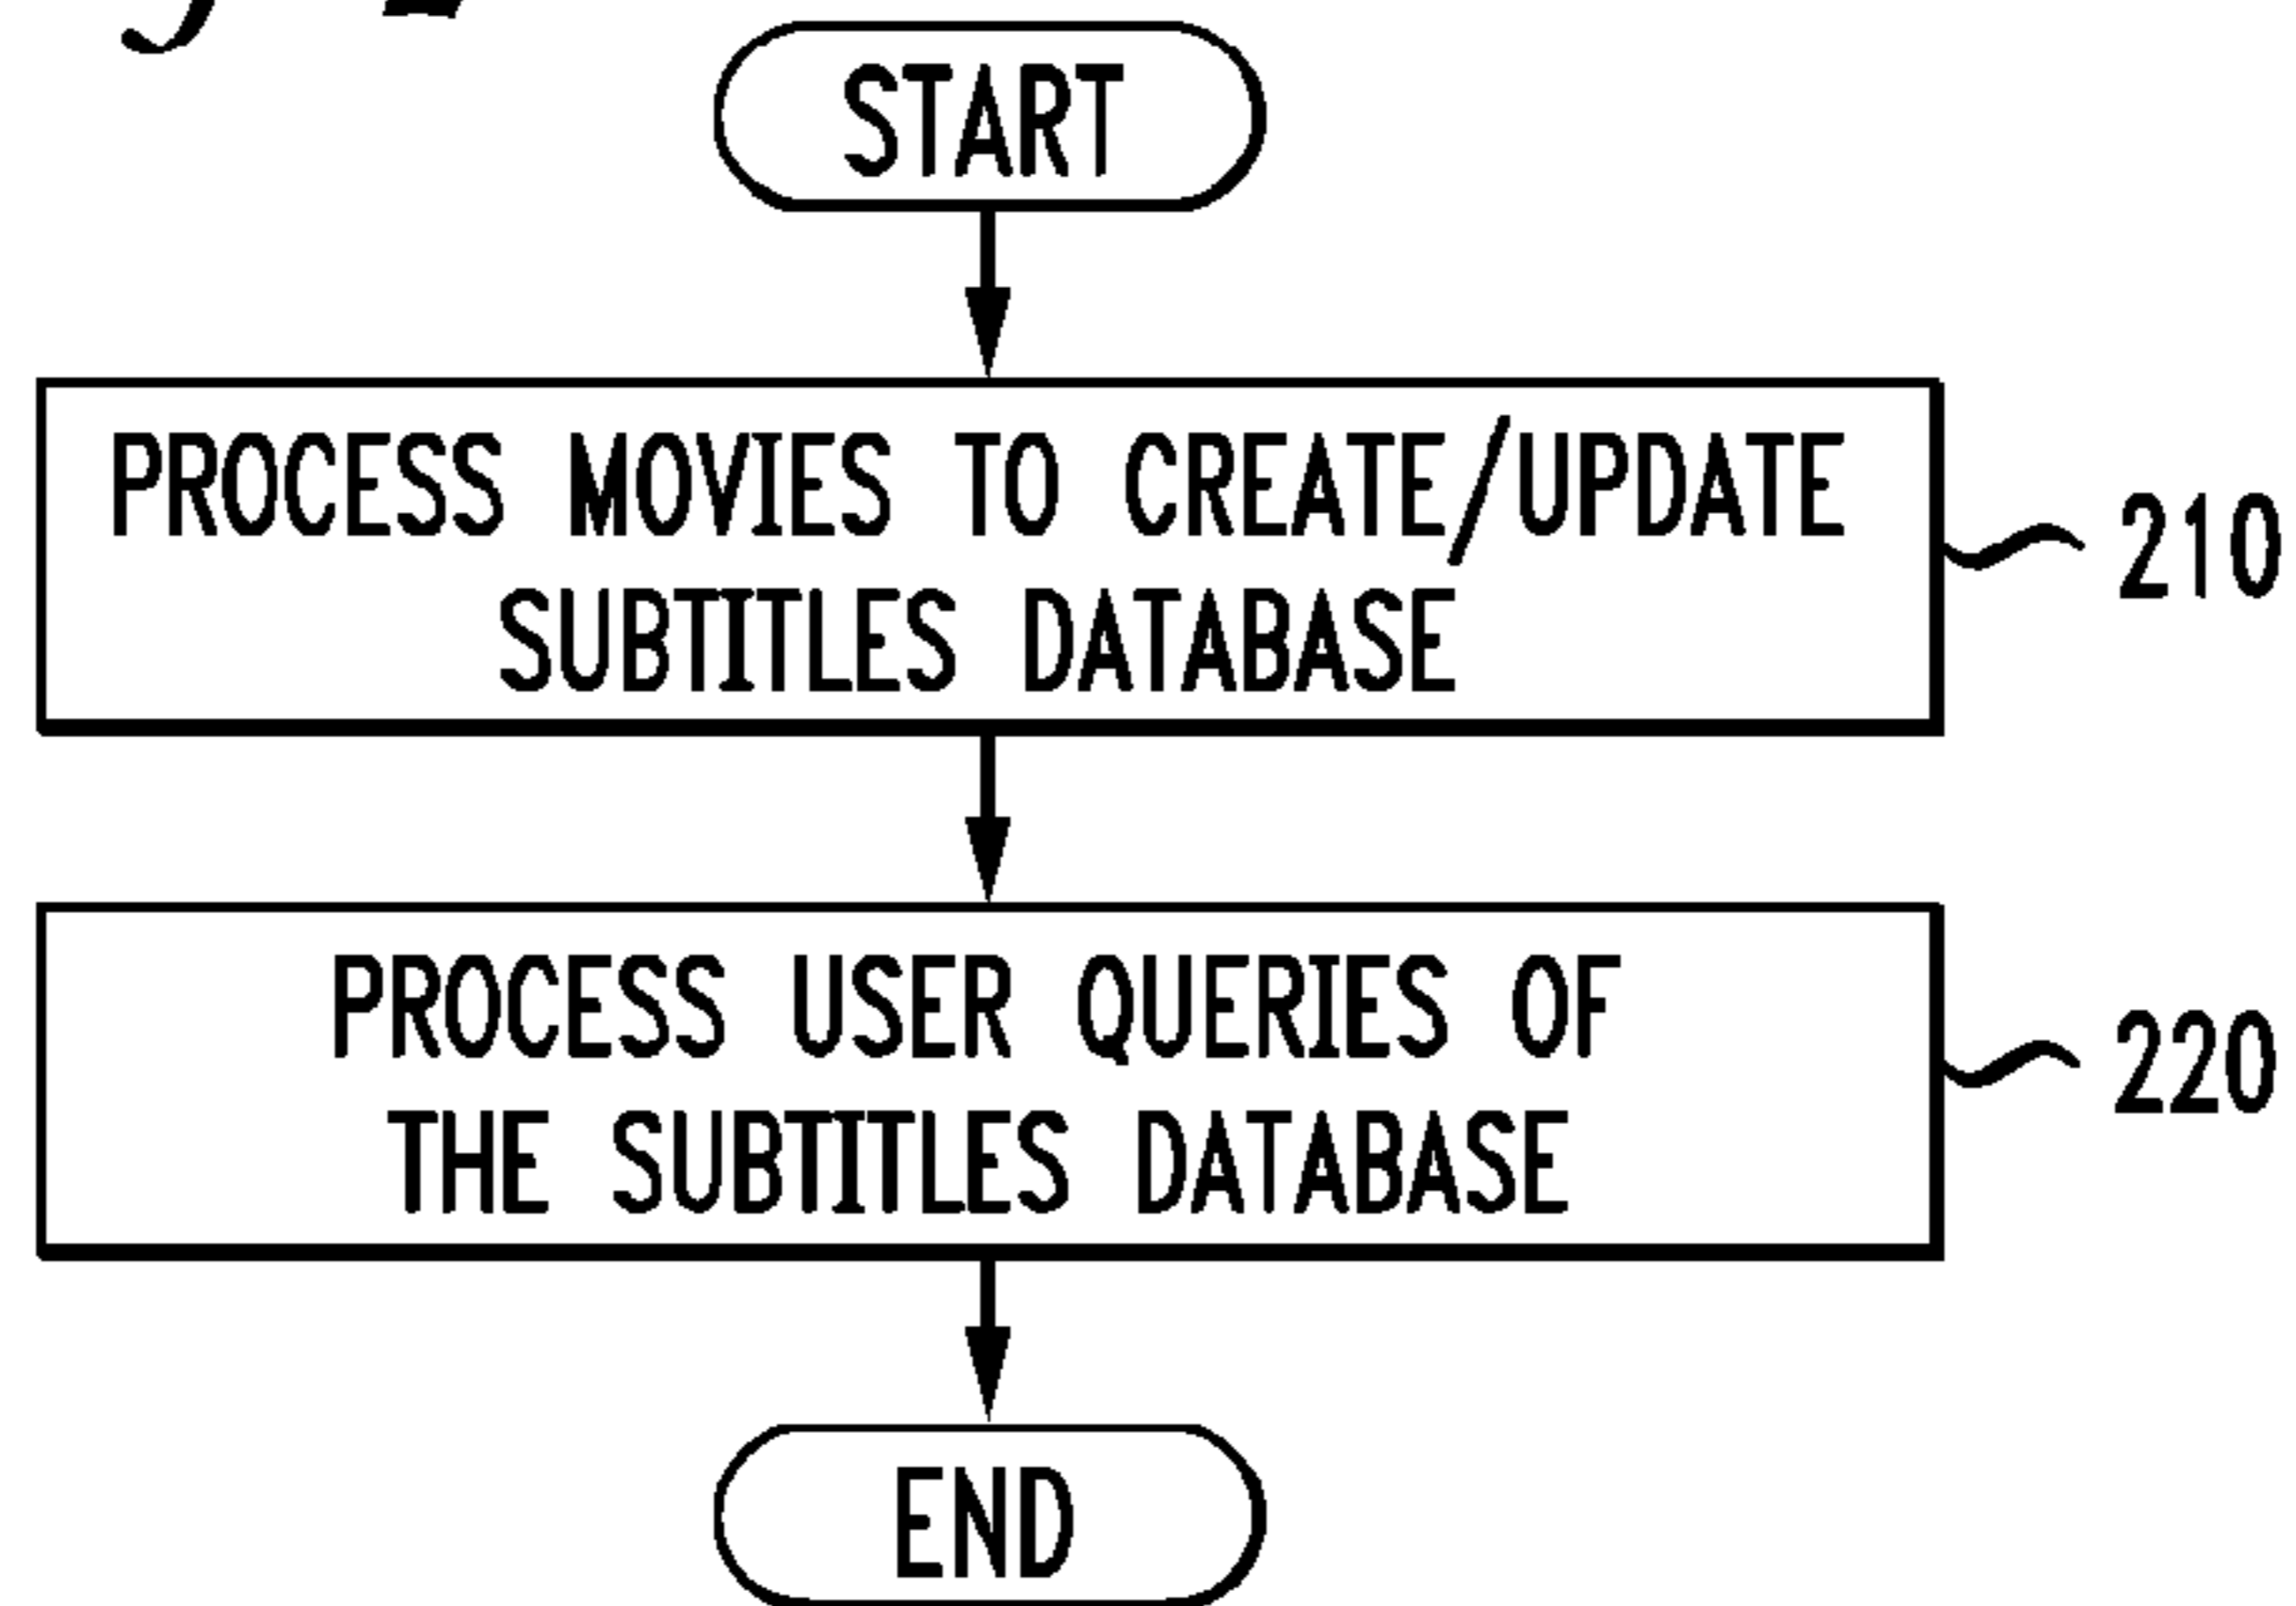 START
PROCESS MOVIES TO CREATE/UPDATE
SUBTITLES DATABASE
210
PROCESS USER QUERIES OF
THE SUBTITLES DATABASE
220
END